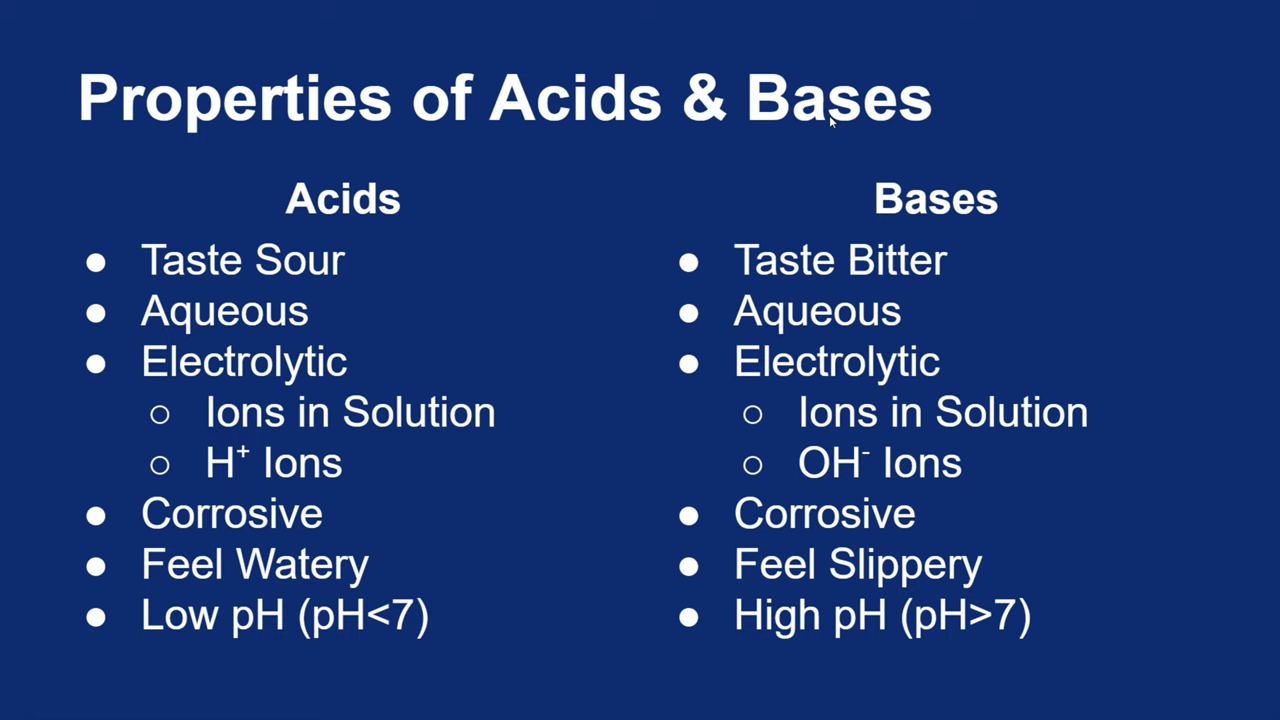 Properties of Acids & Bases
Acids
● Taste Sour
● Aqueous
● Electrolytic
○ Ions in Solution
○ H⁺ Ions
● Corrosive
● Feel Watery
● Low pH (pH<7)
Bases
● Taste Bitter
● Aqueous
● Electrolytic
○ Ions in Solution
○ OH⁻ Ions
● Corrosive
● Feel Slippery
● High pH (pH>7)